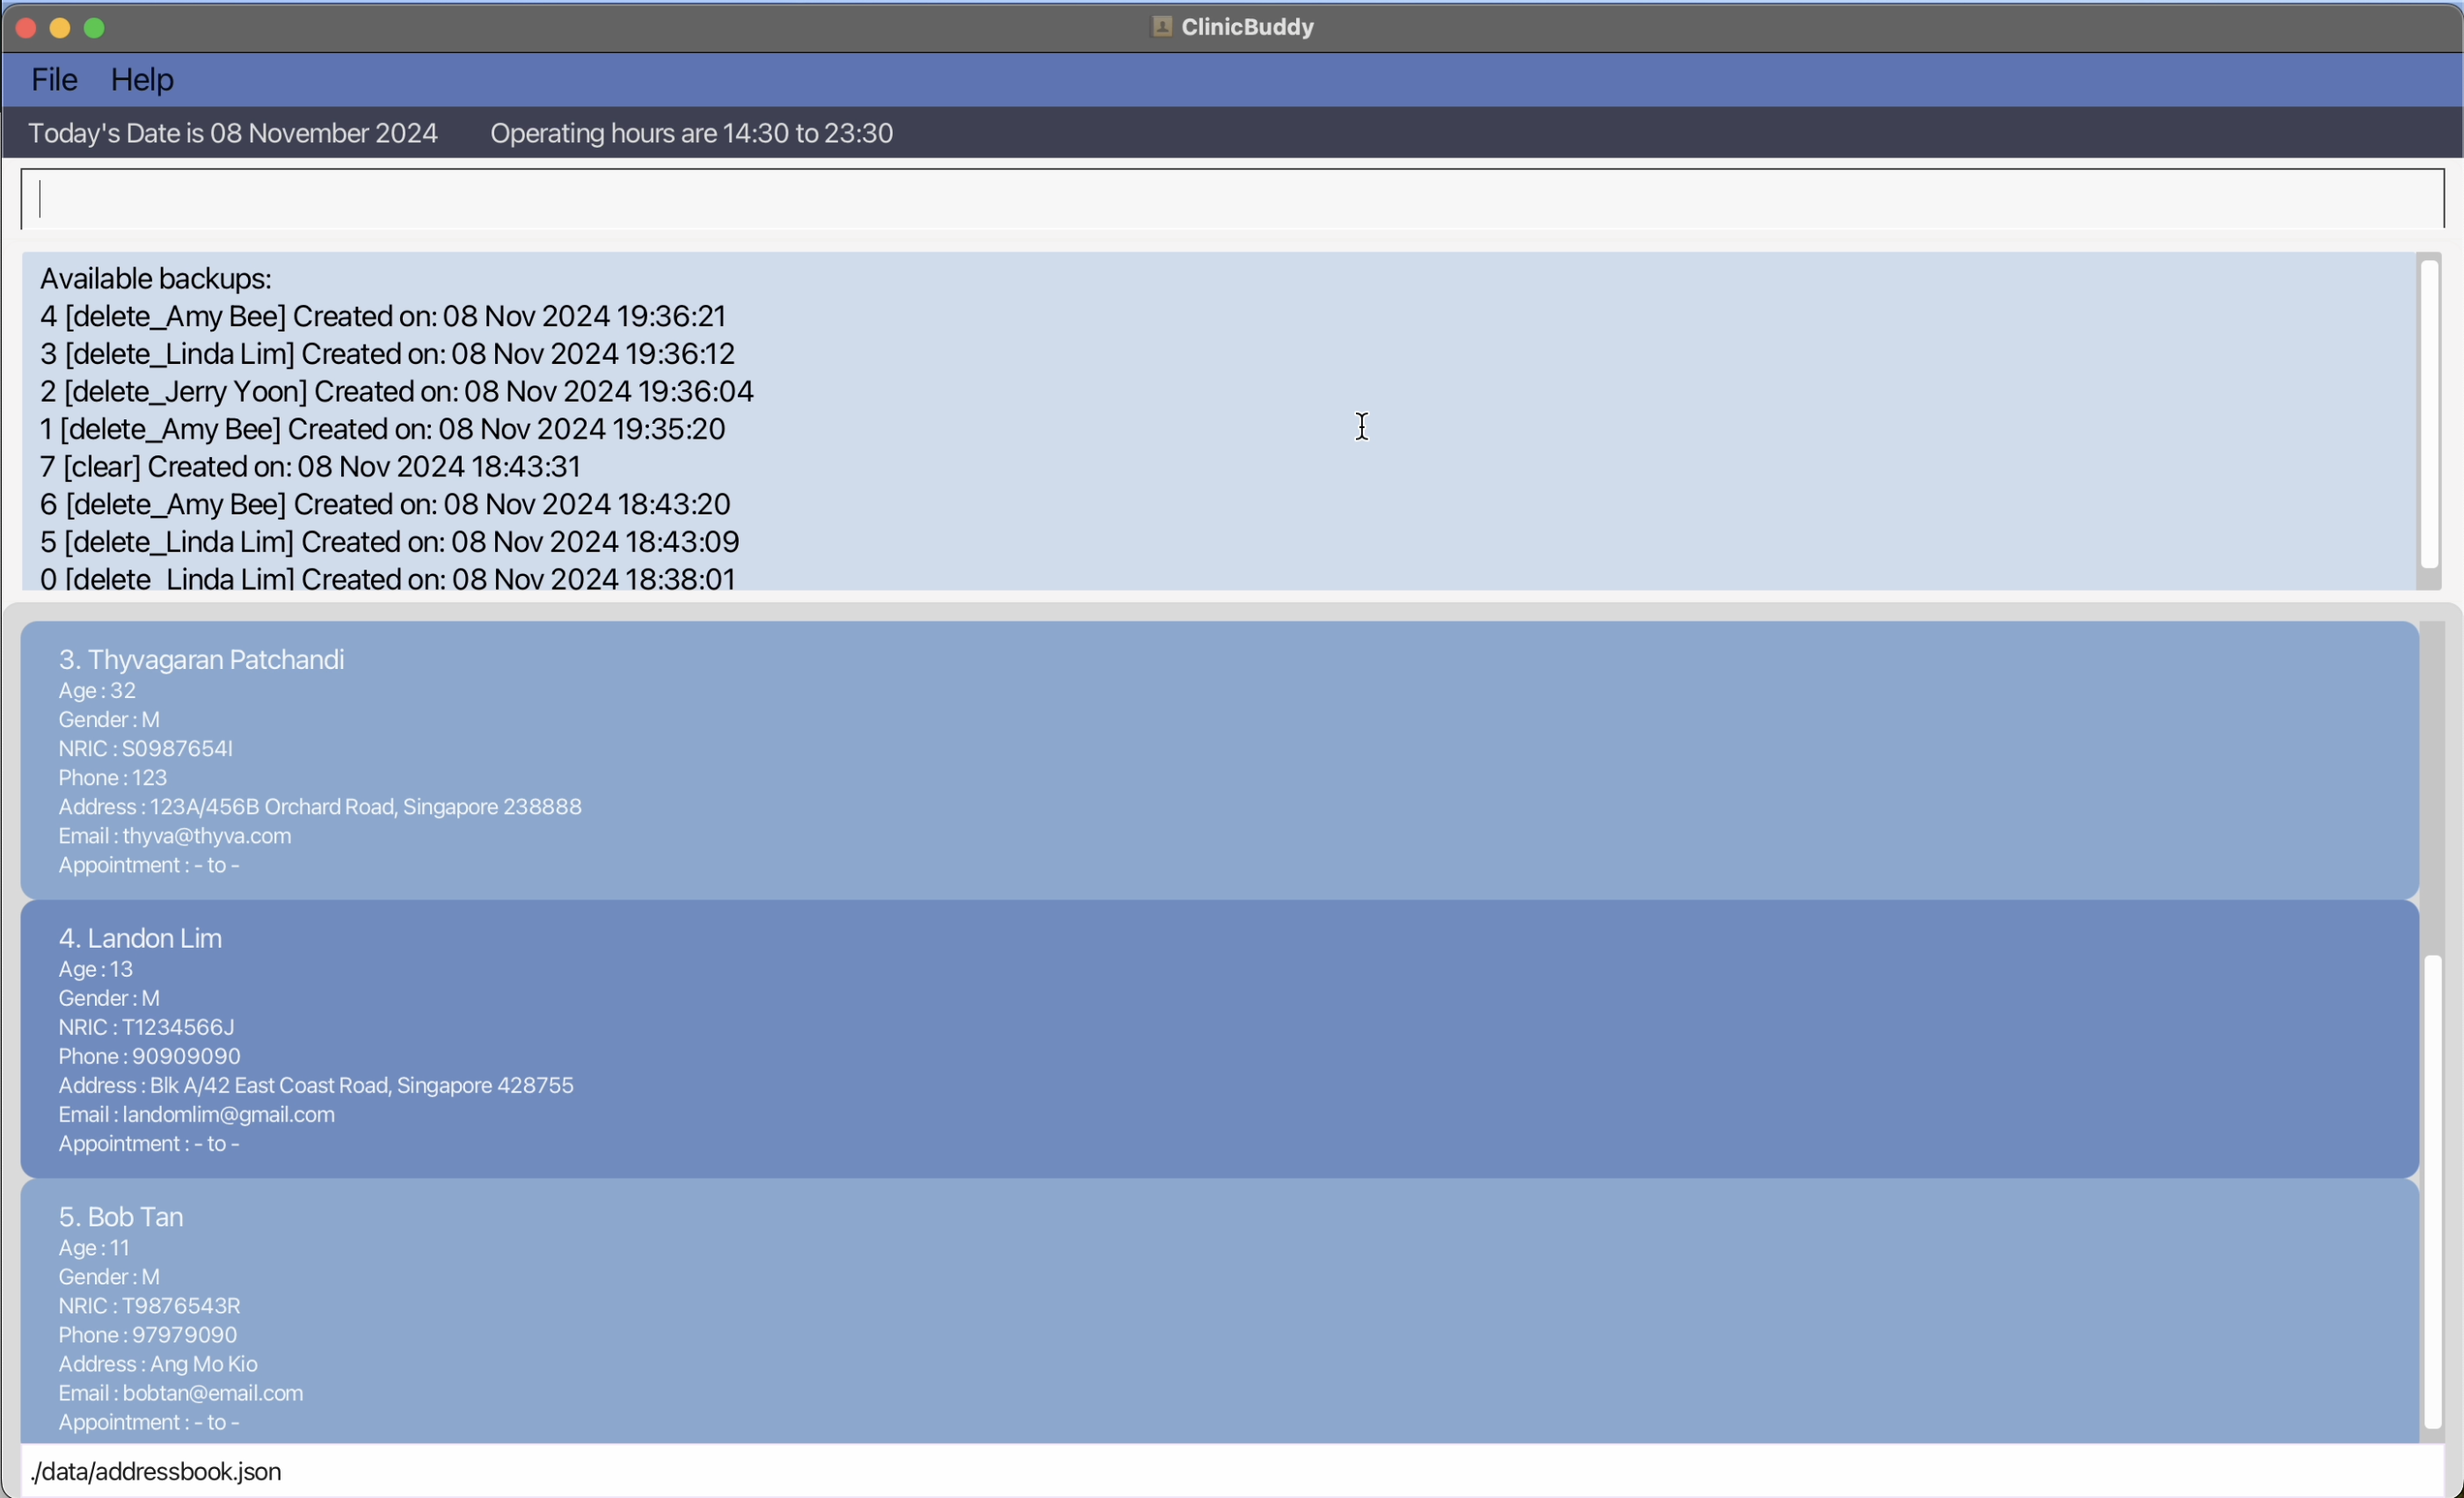 ClinicBuddy
File Help
Today's Date is 08 November 2024 Operating hours are 14:30 to 23:30
Available backups:
4 [delete_Amy Bee] Created on: 08 Nov 2024 19:36:21
3 [delete_Linda Lim] Created on: 08 Nov 2024 19:36:12
2 [delete_Jerry Yoon] Created on: 08 Nov 2024 19:36:04
1 [delete_Amy Bee] Created on: 08 Nov 2024 19:35:20
7 [clear] Created on: 08 Nov 2024 18:43:31
6 [delete_Amy Bee] Created on: 08 Nov 2024 18:43:20
5 [delete_Linda Lim] Created on: 08 Nov 2024 18:43:09
0 [delete_Linda Lim] Created on: 08 Nov 2024 18:38:01
3. Thyvagaran Patchandi
Age : 32
Gender : M
NRIC : S0987654I
Phone : 123
Address : 123A/456B Orchard Road, Singapore 238888
Email : thyva@thyva.com
Appointment : - to -
4. Landon Lim
Age : 13
Gender : M
NRIC : T1234566J
Phone : 90909090
Address : Blk A/42 East Coast Road, Singapore 428755
Email : landomlim@gmail.com
Appointment : - to -
5. Bob Tan
Age : 11
Gender : M
NRIC : T9876543R
Phone : 97979090
Address : Ang Mo Kio
Email : bobtan@email.com
Appointment : - to -
./data/addressbook.json